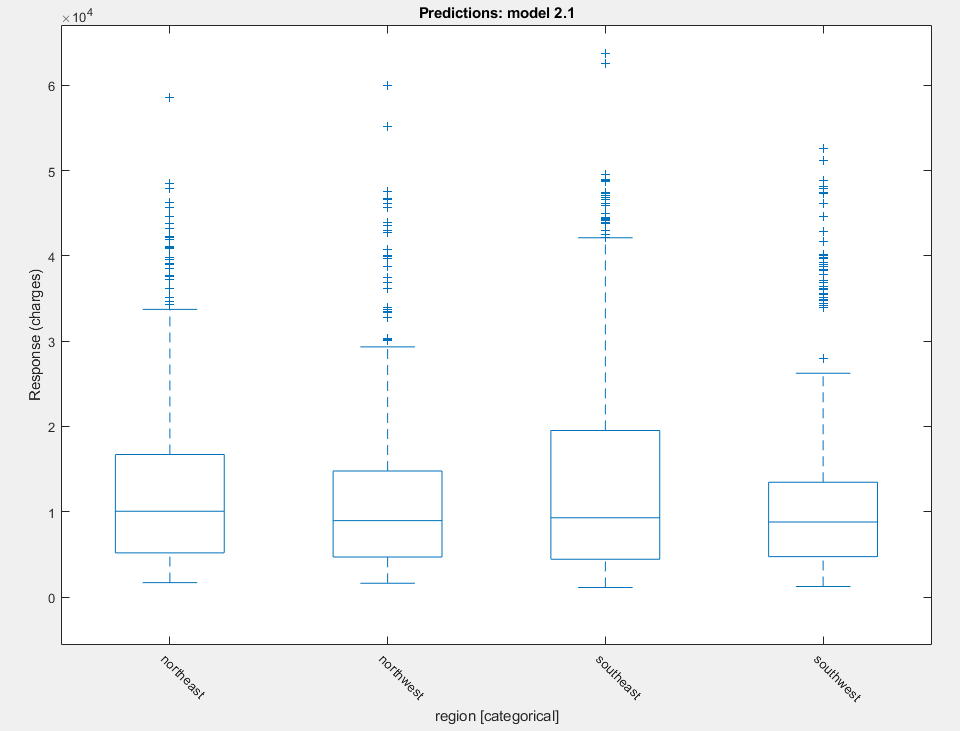 Predictions: model 2.1
×10^4
6
5
4
3
2
1
0
Response (charges)
northeast
northwest
southeast
southwest
region [categorical]